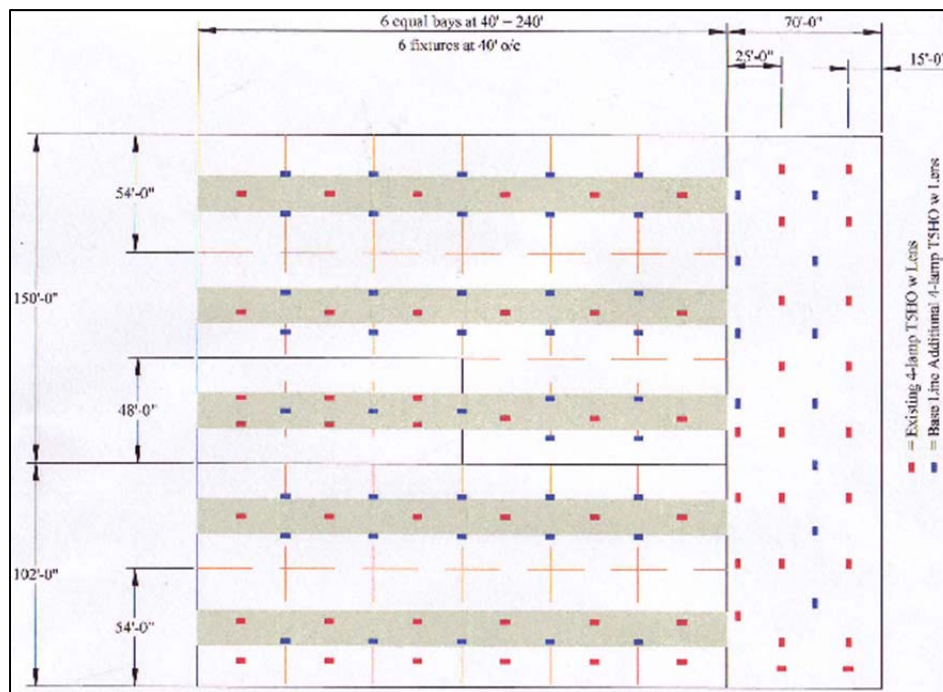 6 equal bays at 40' – 240'
6 fixtures at 40' o/c
70'-0"
25'-0"
15'-0"
54'-0"
150'-0"
48'-0"
102'-0"
54'-0"
= Existing 4-lamp T5HO w Lens
= Base Line Additional 4-lamp T5HO w Lens